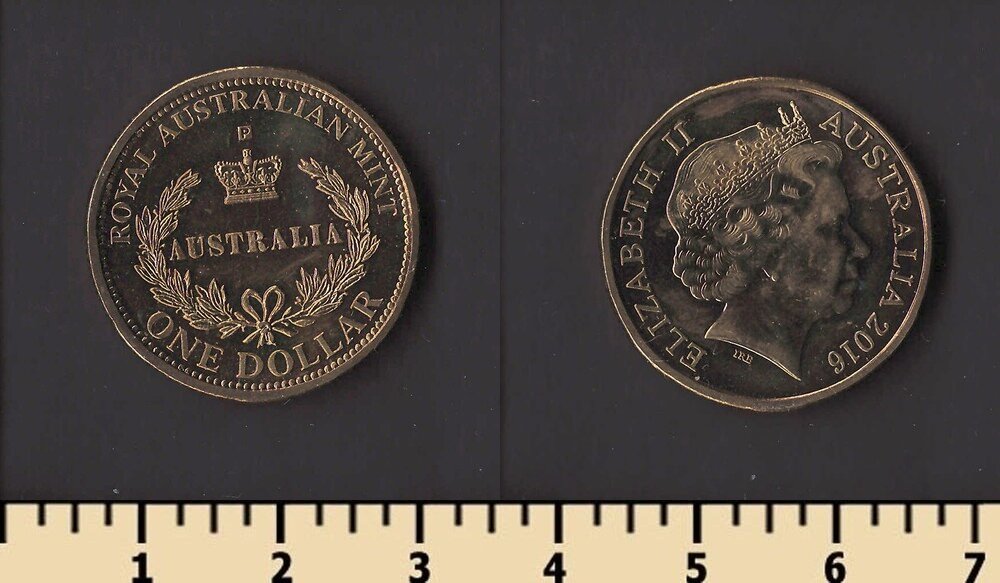 ROYAL AUSTRALIAN MINT
P
AUSTRALIA
ONE DOLLAR
ELIZABETH II
AUSTRALIA 2016
IRB
1 2 3 4 5 6 7